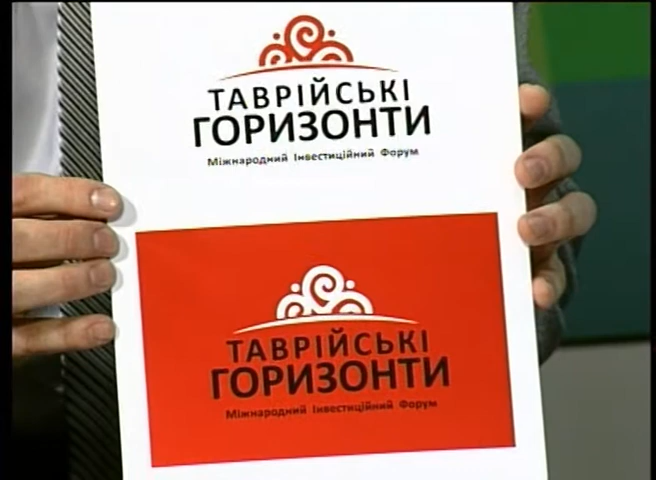 ТАВРІЙСЬКІ
ГОРИЗОНТИ
Міжнародний Інвестиційний Форум
ТАВРІЙСЬКІ
ГОРИЗОНТИ
Міжнародний Інвестиційний Форум